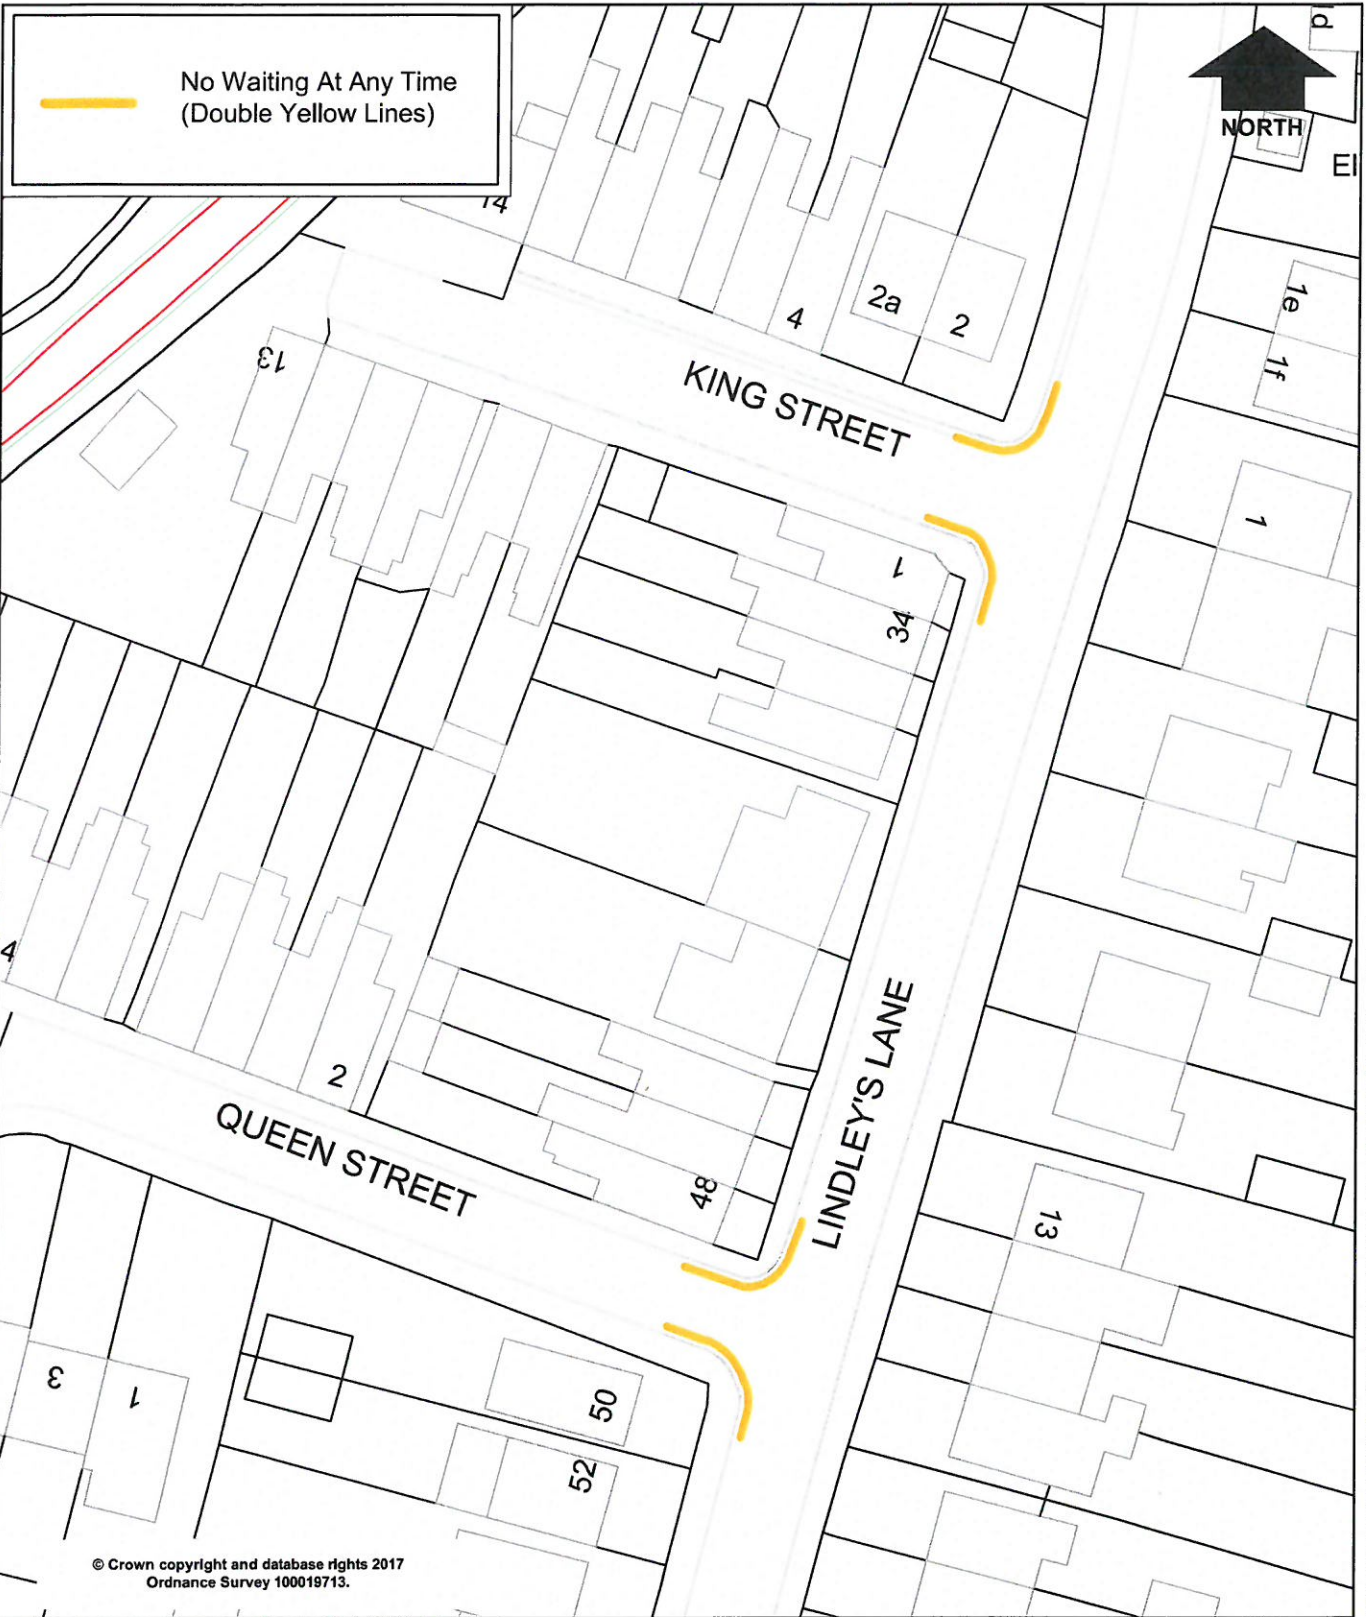 No Waiting At Any Time
(Double Yellow Lines)
NORTH
El
14
1e
2a
2
4
1f
13
KING STREET
1
1
34
4
2
LINDLEY'S LANE
QUEEN STREET
48
13
3
1
50
52
© Crown copyright and database rights 2017
Ordnance Survey 100019713.